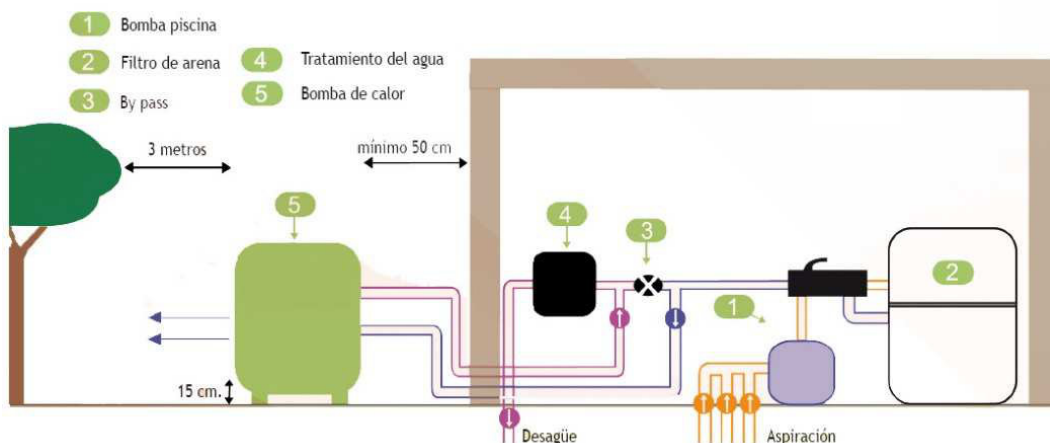 1 Bomba piscina
2 Filtro de arena
3 By pass
4 Tratamiento del agua
5 Bomba de calor
3 metros
mínimo 50 cm
5
4
3
2
1
15 cm.
Desagüe
Aspiración